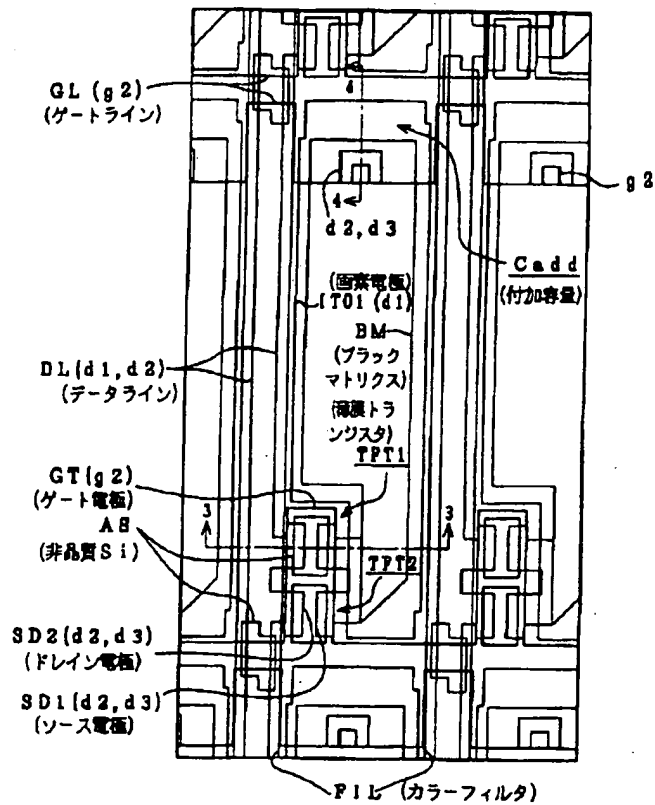 GL (g2)
(ゲートライン)
4
4
d2,d3
g2
Cadd
(付加容量)
(画素電極)
ITO1 (d1)
BM
(ブラック
マトリクス)
DL(d1,d2)
(データライン)
(薄膜トラ
ンジスタ)
TFT1
GT(g2)
(ゲート電極)
AS
(非晶質Si)
3
3
TFT2
SD2(d2,d3)
(ドレイン電極)
SD1(d2,d3)
(ソース電極)
FIL (カラーフィルタ)